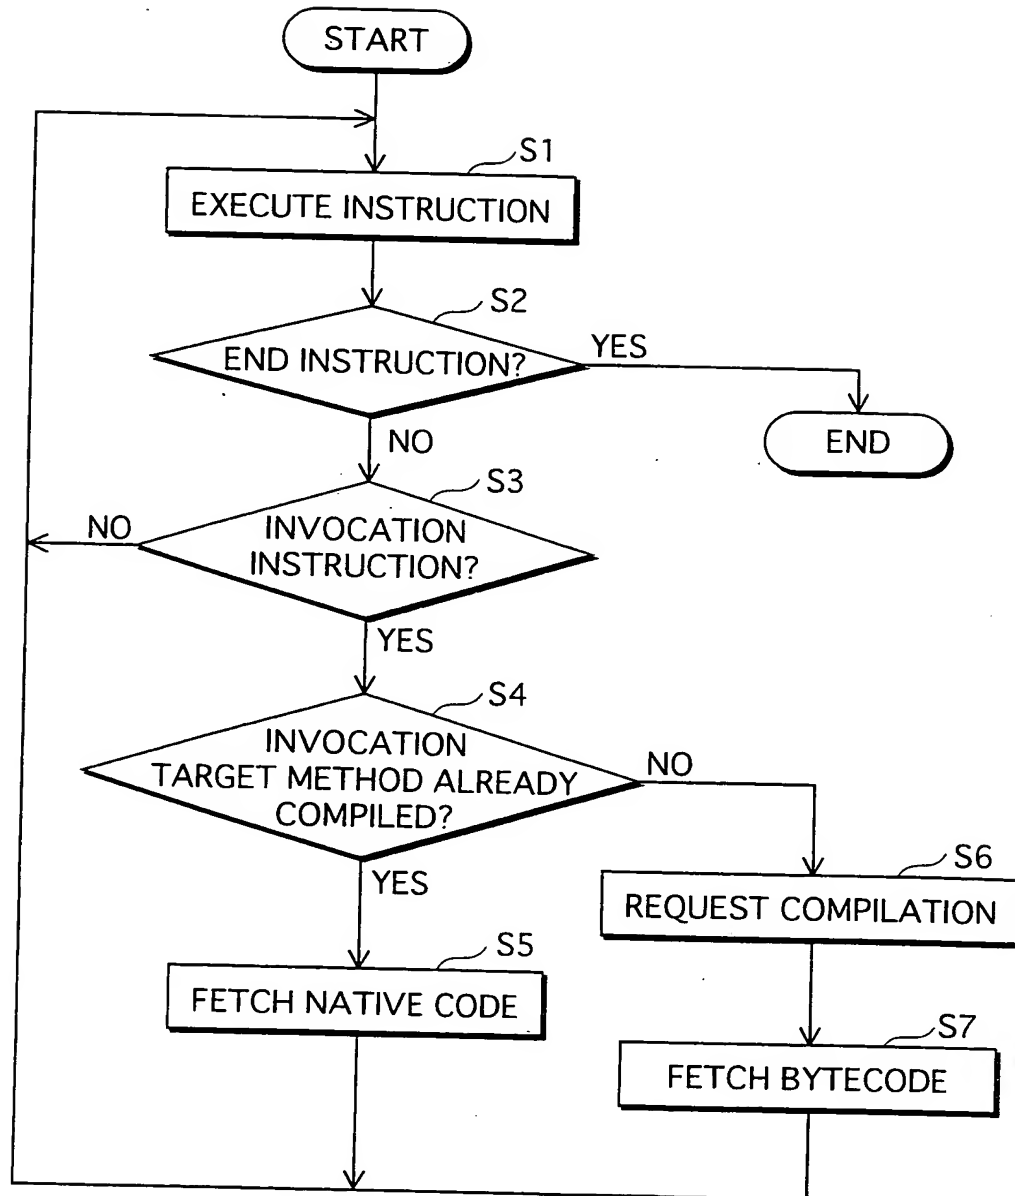 START
S1
EXECUTE INSTRUCTION
S2
END INSTRUCTION?
YES
END
NO
S3
NO
INVOCATION
INSTRUCTION?
YES
S4
INVOCATION
TARGET METHOD ALREADY
COMPILED?
NO
YES
S6
REQUEST COMPILATION
S5
FETCH NATIVE CODE
S7
FETCH BYTECODE